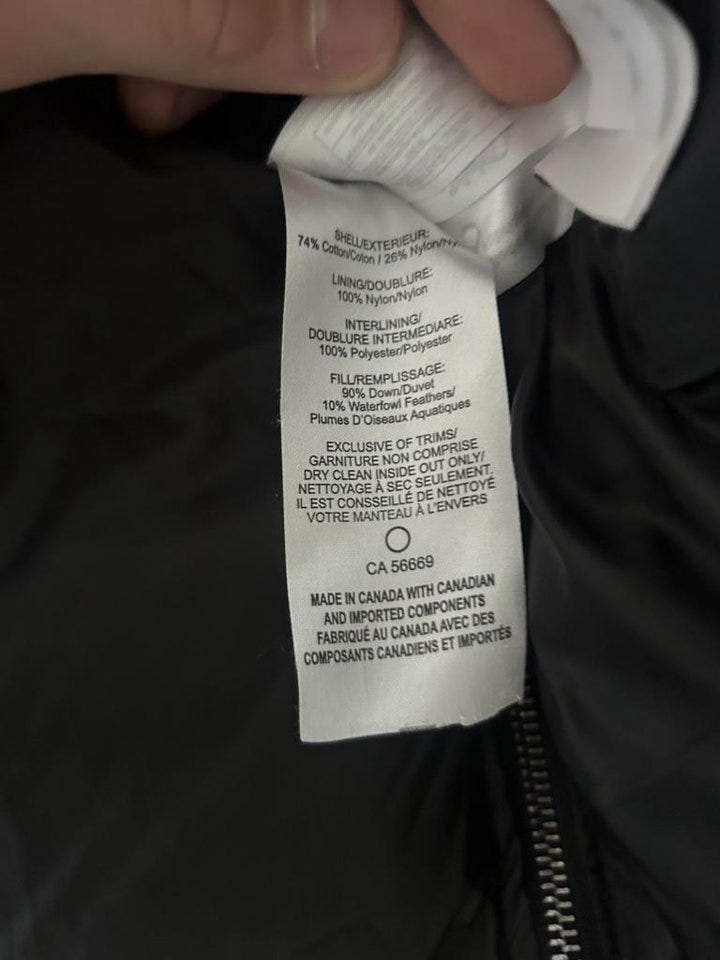 SHELL/EXTERIEUR:
74% Cotton/Coton / 26% Nylon/Ny
LINING/DOUBLURE:
100% Nylon/Nylon
INTERLINING/
DOUBLURE INTERMEDIARE:
100% Polyester/Polyester
FILL/REMPLISSAGE:
90% Down/Duvet
10% Waterfowl Feathers/
Plumes D'Oiseaux Aquatiques
EXCLUSIVE OF TRIMS/
GARNITURE NON COMPRISE
DRY CLEAN INSIDE OUT ONLY/
NETTOYAGE À SEC SEULEMENT.
IL EST CONSSEILLÉ DE NETTOYÉ
VOTRE MANTEAU À L'ENVERS
CA 56669
MADE IN CANADA WITH CANADIAN
AND IMPORTED COMPONENTS
FABRIQUÉ AU CANADA AVEC DES
COMPOSANTS CANADIENS ET IMPORTÉS